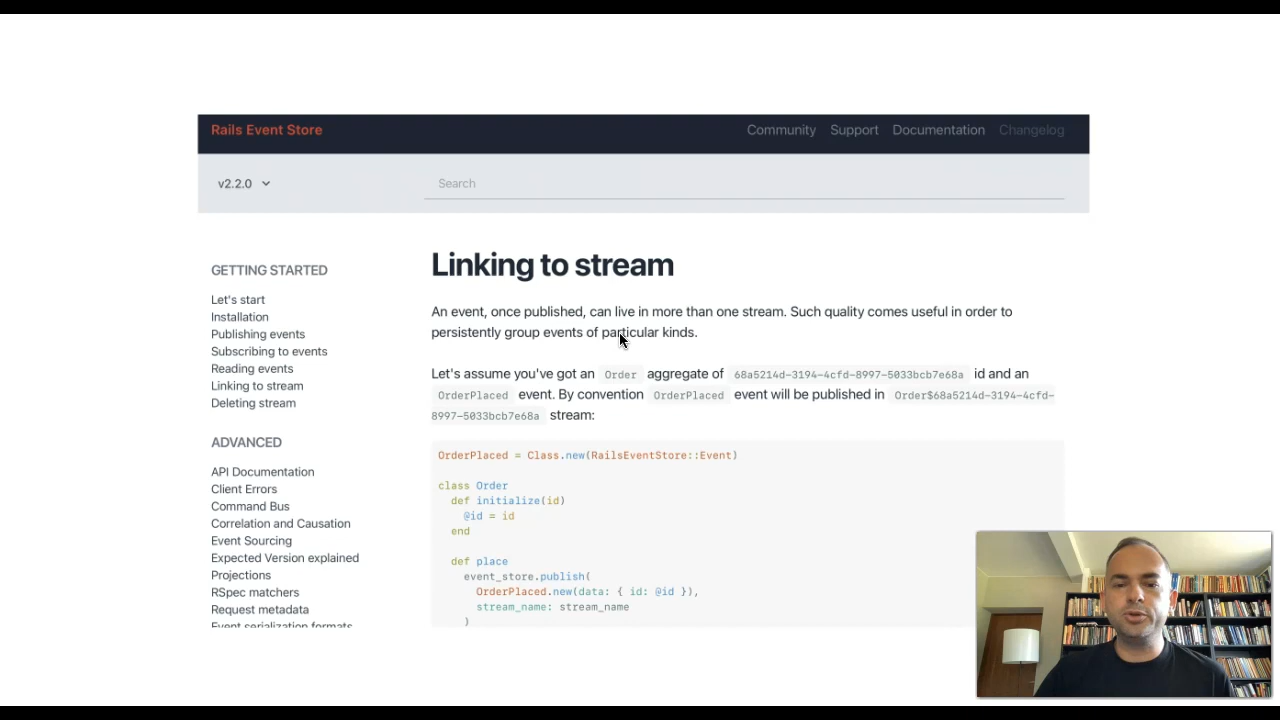 Rails Event Store
Community Support Documentation Changelog
v2.2.0
Search
GETTING STARTED
Let's start
Installation
Publishing events
Subscribing to events
Reading events
Linking to stream
Deleting stream
ADVANCED
API Documentation
Client Errors
Command Bus
Correlation and Causation
Event Sourcing
Expected Version explained
Projections
RSpec matchers
Request metadata
Event serialization formats
Linking to stream
An event, once published, can live in more than one stream. Such quality comes useful in order to
persistently group events of particular kinds.
Let's assume you've got an Order aggregate of 68a5214d-3194-4cfd-8997-5033bcb7e68a id and an
OrderPlaced event. By convention OrderPlaced event will be published in Order$68a5214d-3194-4cfd-
8997-5033bcb7e68a stream:
OrderPlaced = Class.new(RailsEventStore::Event)
class Order
def initialize(id)
@id = id
end
def place
event_store.publish(
OrderPlaced.new(data: { id: @id }),
stream_name: stream_name
)